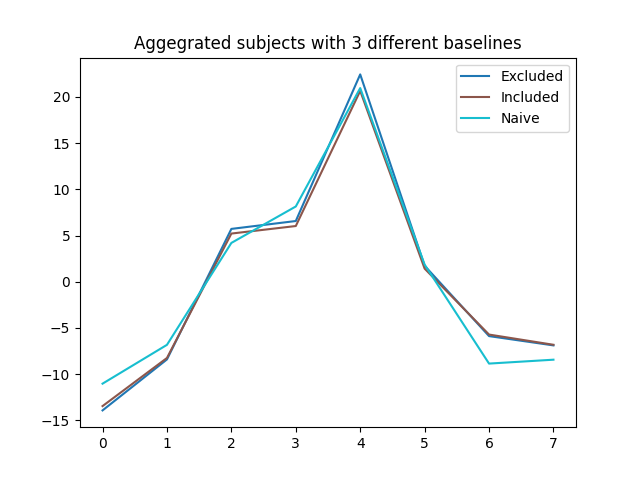 Aggegrated subjects with 3 different baselines
Excluded
Included
Naive
20
15
10
5
0
−5
−10
−15
0 1 2 3 4 5 6 7